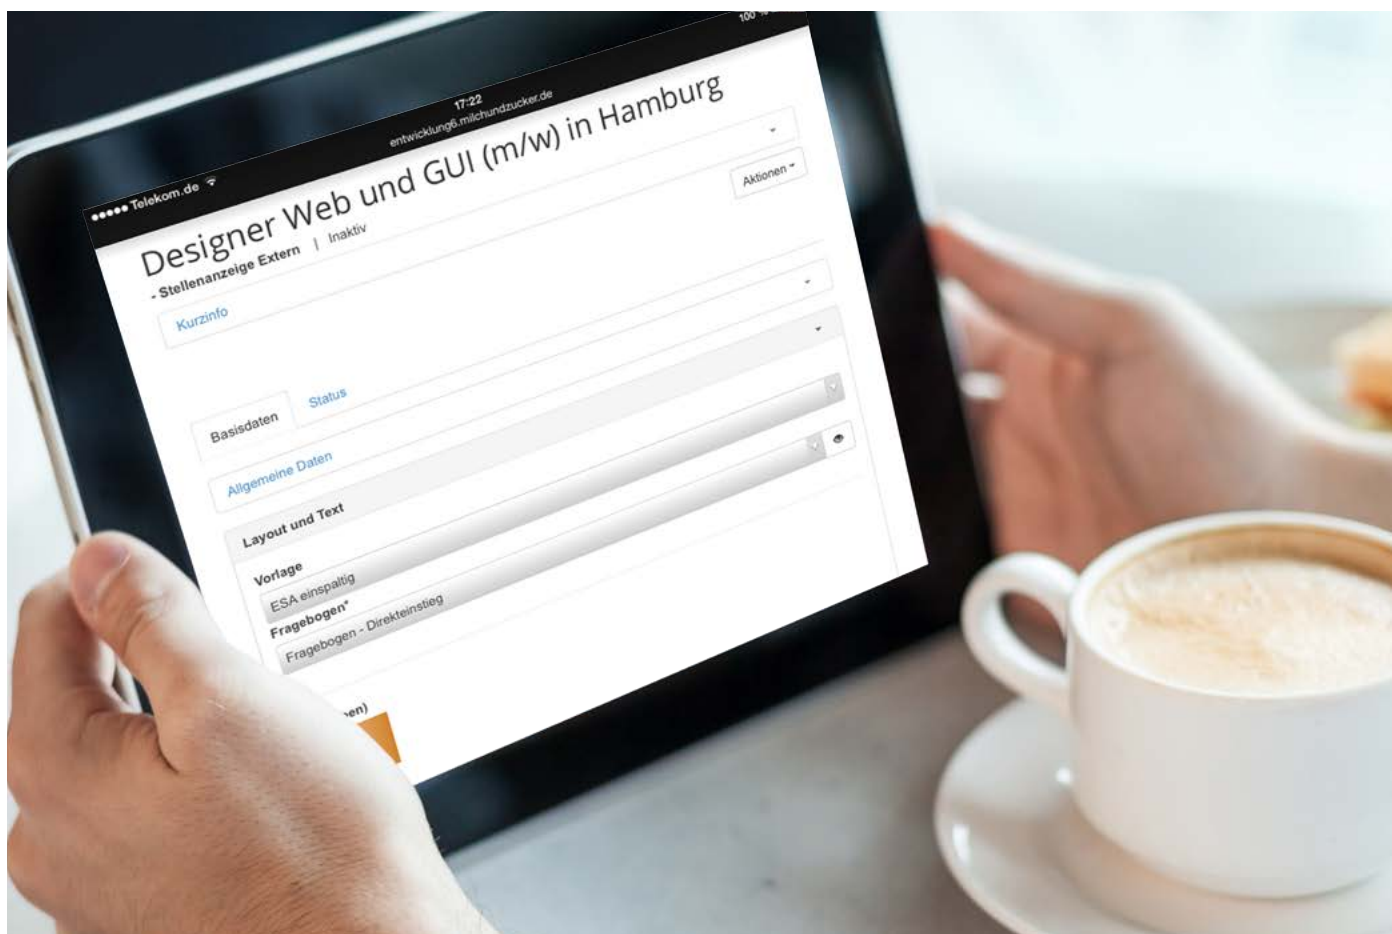 ●●●●● Telekom.de
17:22
100 %
entwicklung6.milchundzucker.de
Designer Web und GUI (m/w) in Hamburg
- Stellenanzeige Extern | Inaktiv
Kurzinfo
Aktionen
Basisdaten
Status
Allgemeine Daten
Layout und Text
Vorlage
ESA einspaltig
Fragebogen*
Fragebogen - Direkteinstieg